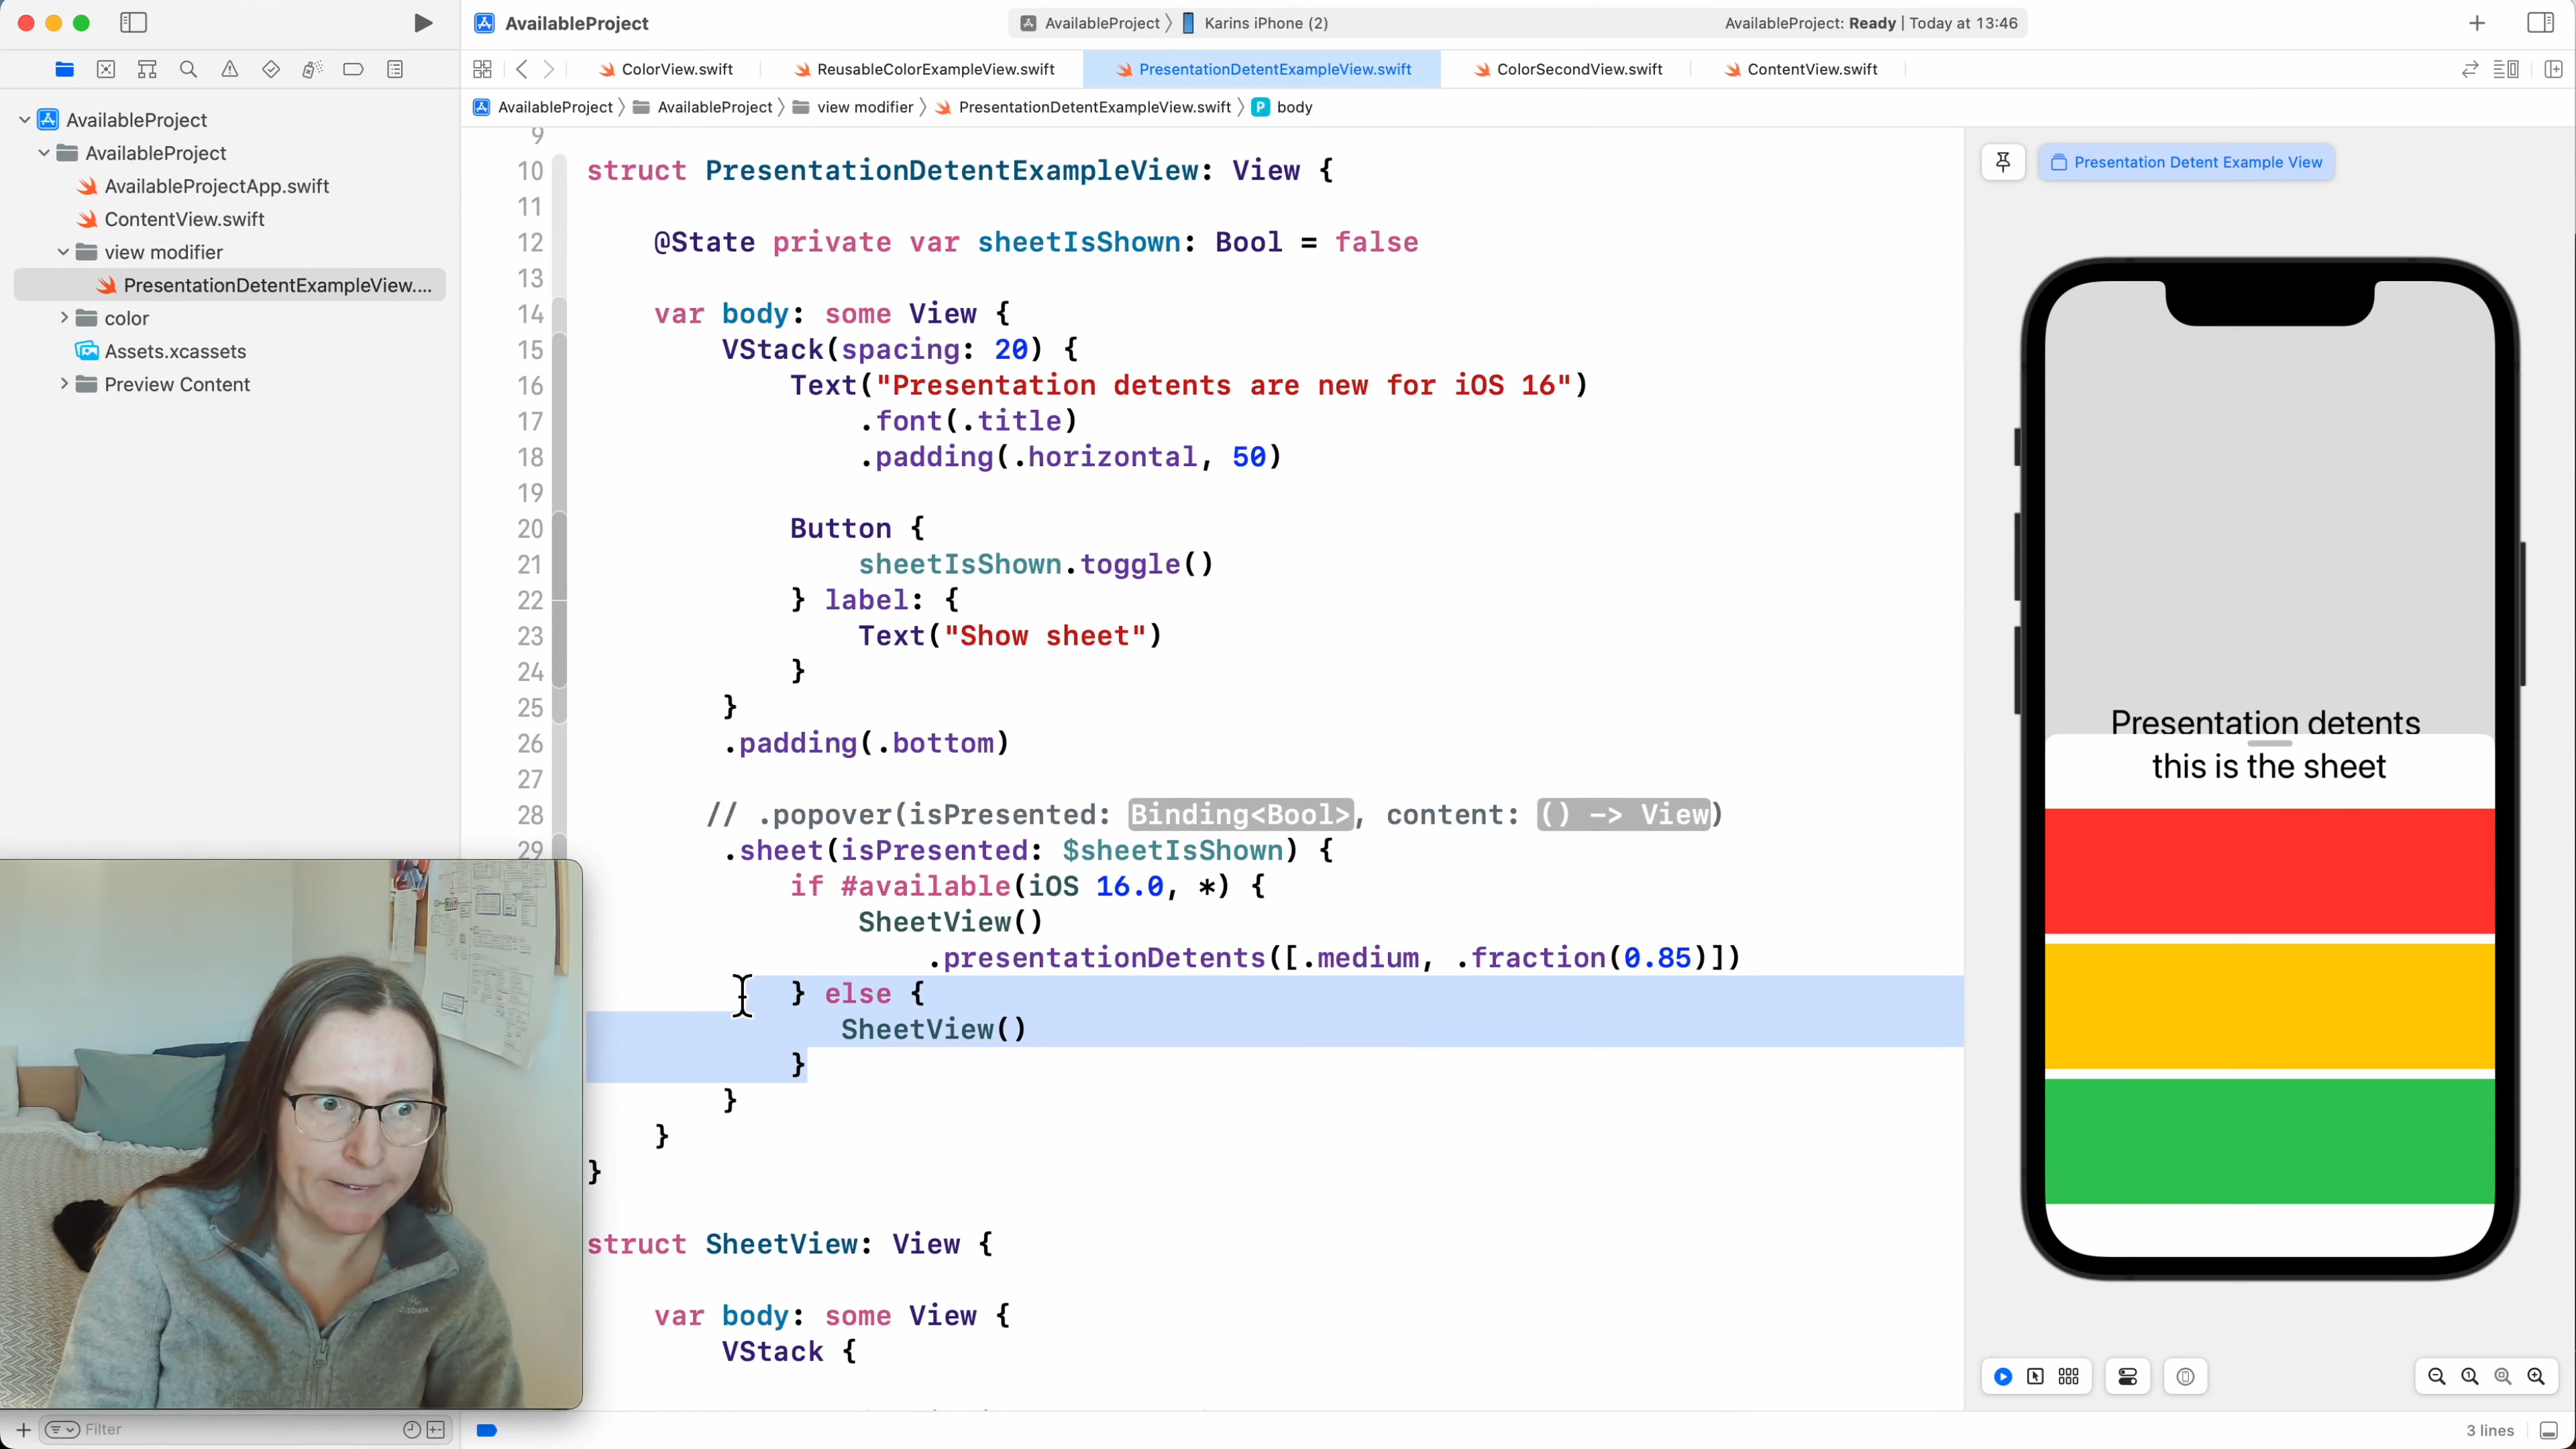 AvailableProject
AvailableProject 〉 Karins iPhone (2)
AvailableProject: Ready | Today at 13:46
ColorView.swift
ReusableColorExampleView.swift
PresentationDetentExampleView.swift
ColorSecondView.swift
ContentView.swift
AvailableProject 〉 AvailableProject 〉 view modifier 〉 PresentationDetentExampleView.swift 〉 P body
AvailableProject
AvailableProject
AvailableProjectApp.swift
ContentView.swift
view modifier
PresentationDetentExampleView....
color
Assets.xcassets
Preview Content
9
10 struct PresentationDetentExampleView: View {
11
12 @State private var sheetIsShown: Bool = false
13
14 var body: some View {
15 VStack(spacing: 20) {
16 Text("Presentation detents are new for iOS 16")
17 .font(.title)
18 .padding(.horizontal, 50)
19
20 Button {
21 sheetIsShown.toggle()
22 } label: {
23 Text("Show sheet")
24 }
25 }
26 .padding(.bottom)
27
28 // .popover(isPresented: Binding<Bool>, content: () -> View)
29 .sheet(isPresented: $sheetIsShown) {
if #available(iOS 16.0, *) {
SheetView()
.presentationDetents([.medium, .fraction(0.85)])
} else {
SheetView()
}
}
}
}
struct SheetView: View {
var body: some View {
VStack {
Presentation Detent Example View
Presentation detents
this is the sheet
Filter
3 lines